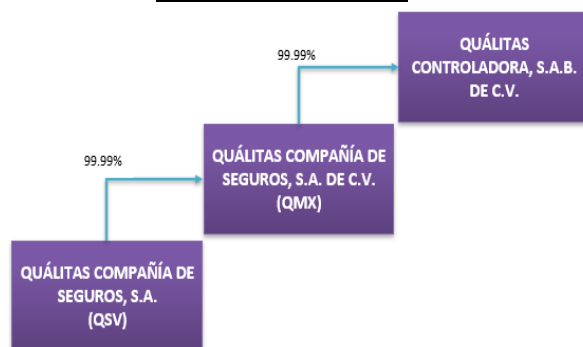 QUÁLITAS
CONTROLADORA, S.A.B.
DE C.V.
99.99%
QUÁLITAS COMPAÑÍA DE
SEGUROS, S.A. DE C.V.
(QMX)
99.99%
QUÁLITAS COMPAÑÍA DE
SEGUROS, S.A.
(QSV)